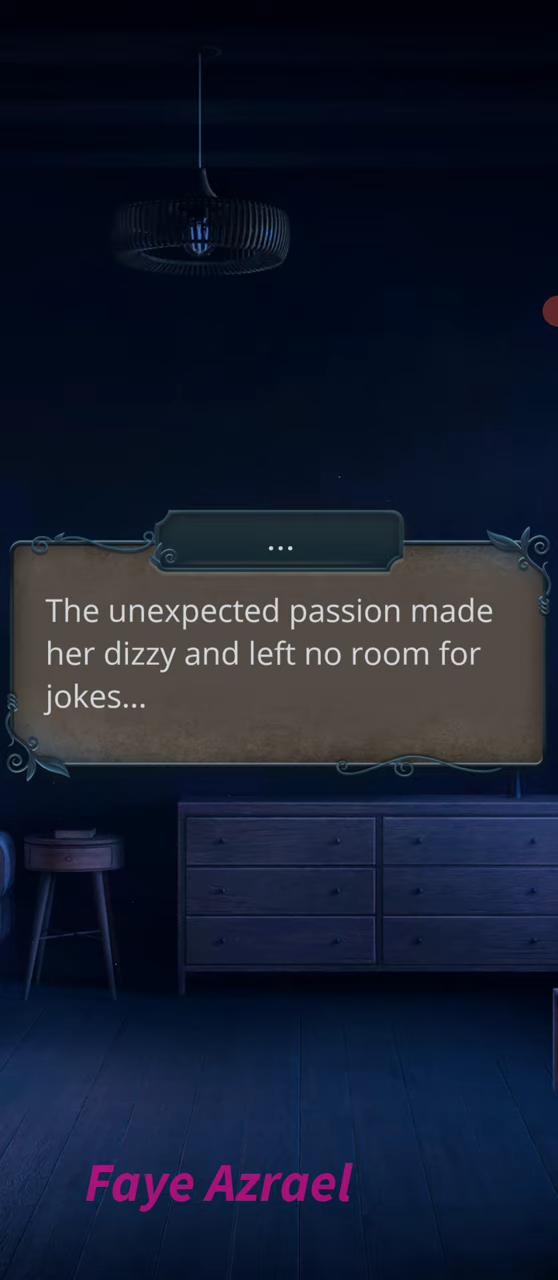 ...
The unexpected passion made
her dizzy and left no room for
jokes...
Faye Azrael